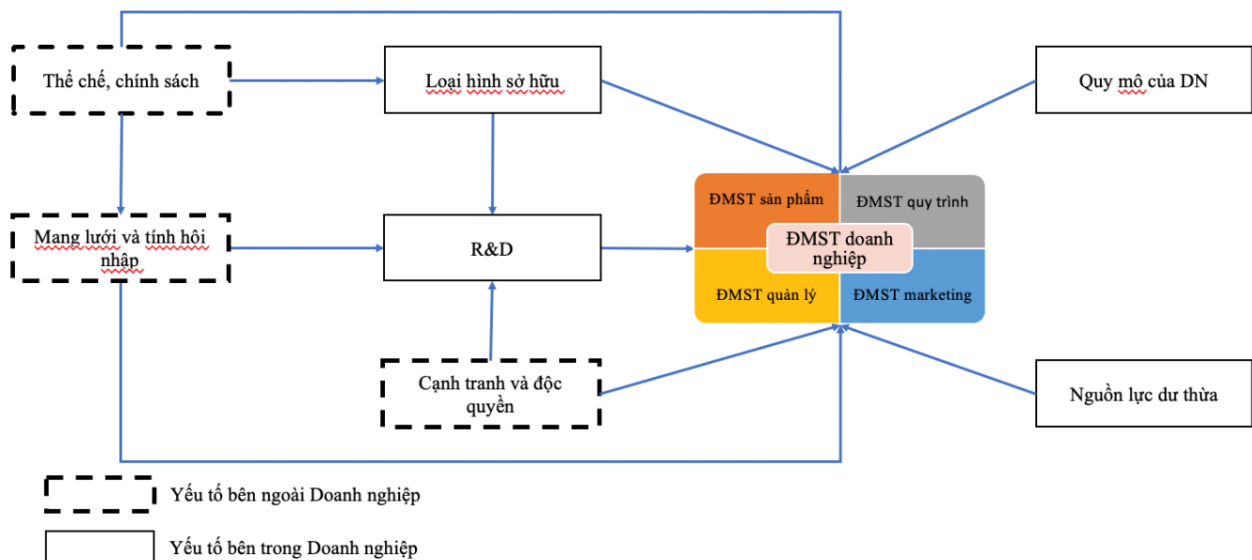 Thể chế, chính sách
Loại hình sở hữu
Quy mô của DN
ĐMST sản phẩm
ĐMST quy trình
Mang lưới và tính hôi
nhập
R&D
ĐMST doanh
nghiệp
ĐMST quản lý
ĐMST marketing
Cạnh tranh và độc
quyền
Nguồn lực dư thừa
Yếu tố bên ngoài Doanh nghiệp
Yếu tố bên trong Doanh nghiệp